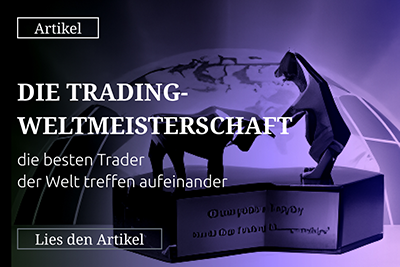 Artikel
DIE TRADING-
WELTMEISTERSCHAFT
die besten Trader
der Welt treffen aufeinander
Lies den Artikel